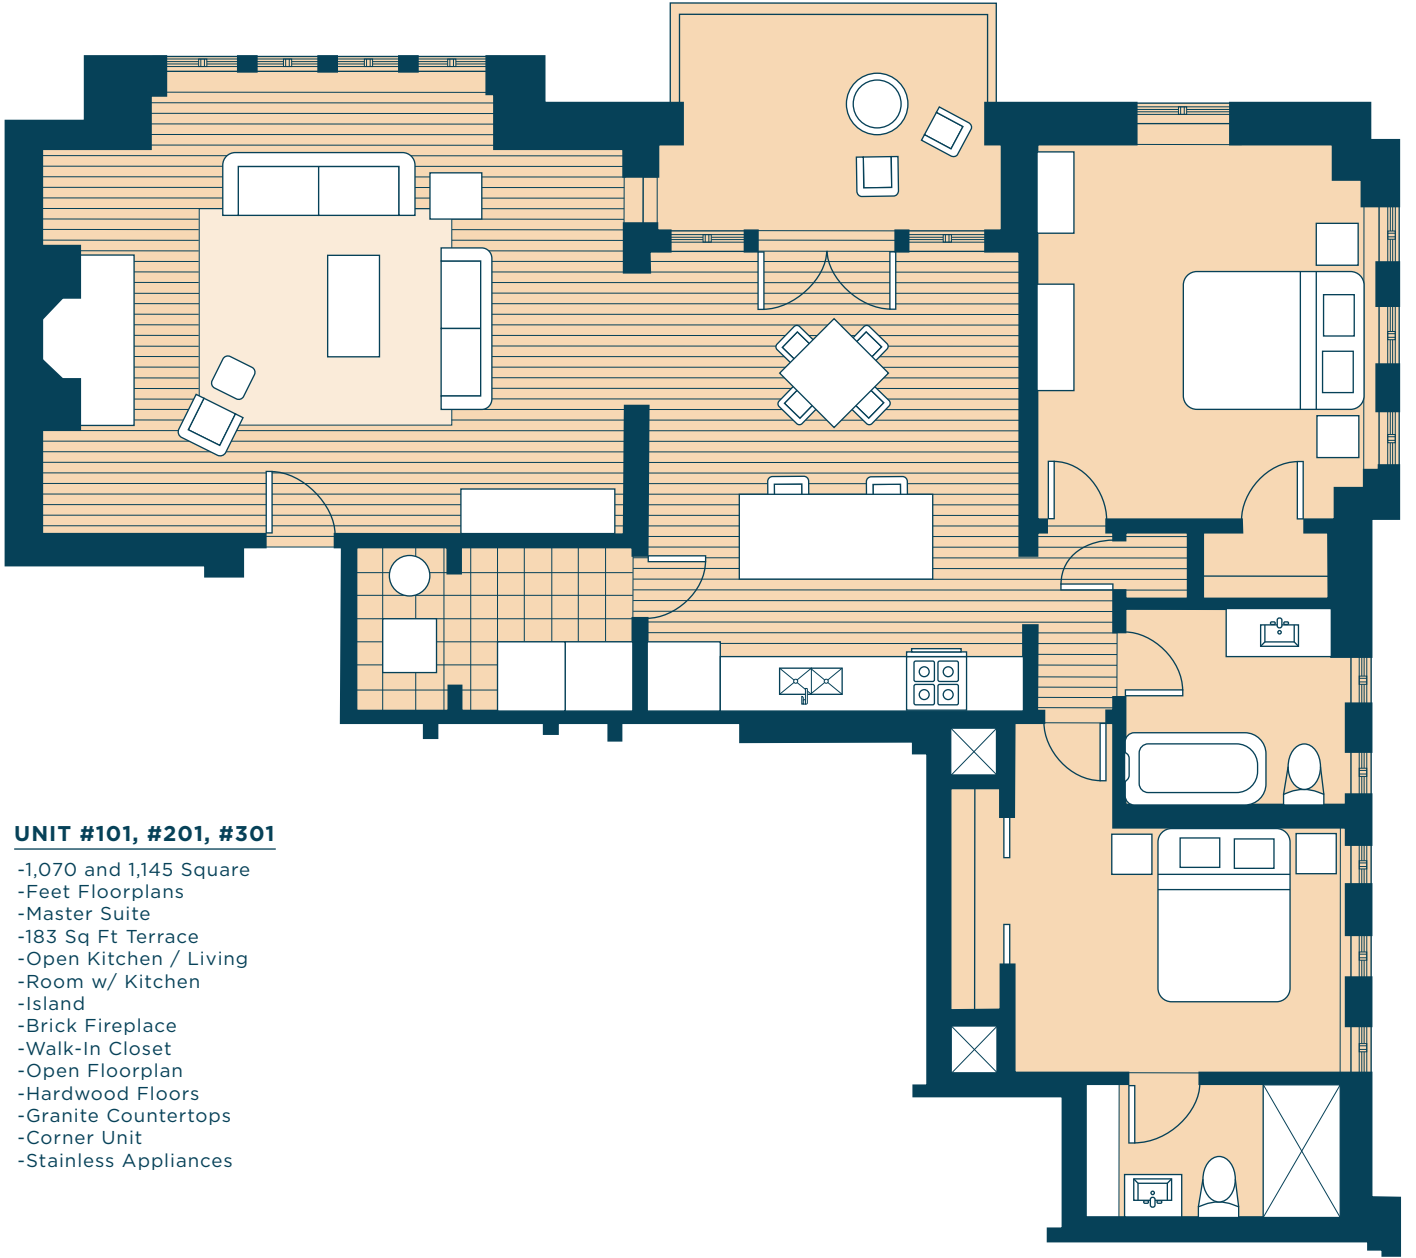 UNIT #101, #201, #301
-1,070 and 1,145 Square
-Feet Floorplans
-Master Suite
-183 Sq Ft Terrace
-Open Kitchen / Living
-Room w/ Kitchen
-Island
-Brick Fireplace
-Walk-In Closet
-Open Floorplan
-Hardwood Floors
-Granite Countertops
-Corner Unit
-Stainless Appliances